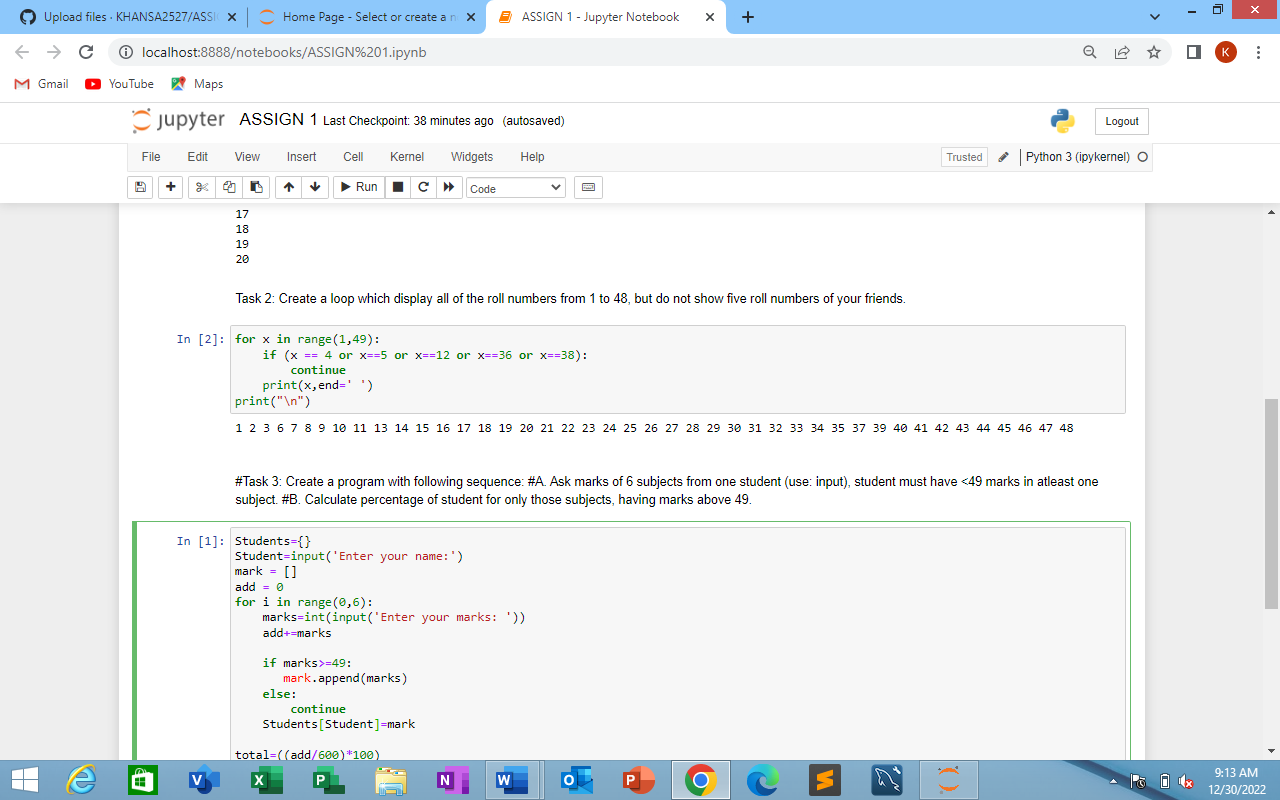 Upload files · KHANSA2527/ASSI
Home Page - Select or create a n
ASSIGN 1 - Jupyter Notebook
localhost:8888/notebooks/ASSIGN%201.ipynb
K
Gmail
YouTube
Maps
jupyter ASSIGN 1 Last Checkpoint: 38 minutes ago (autosaved)
Logout
File Edit View Insert Cell Kernel Widgets Help
Trusted
Python 3 (ipykernel)
Run
Code
17
18
19
20
Task 2: Create a loop which display all of the roll numbers from 1 to 48, but do not show five roll numbers of your friends.
In [2]: for x in range(1,49):
    if (x == 4 or x==5 or x==12 or x==36 or x==38):
        continue
    print(x,end=' ')
print("\n")
1 2 3 6 7 8 9 10 11 13 14 15 16 17 18 19 20 21 22 23 24 25 26 27 28 29 30 31 32 33 34 35 37 39 40 41 42 43 44 45 46 47 48
#Task 3: Create a program with following sequence: #A. Ask marks of 6 subjects from one student (use: input), student must have <49 marks in atleast one
subject. #B. Calculate percentage of student for only those subjects, having marks above 49.
In [1]: Students={}
Student=input('Enter your name:')
mark = []
add = 0
for i in range(0,6):
    marks=int(input('Enter your marks: '))
    add+=marks
    if marks>=49:
       mark.append(marks)
    else:
        continue
    Students[Student]=mark
total=((add/600)*100)
9:13 AM
12/30/2022